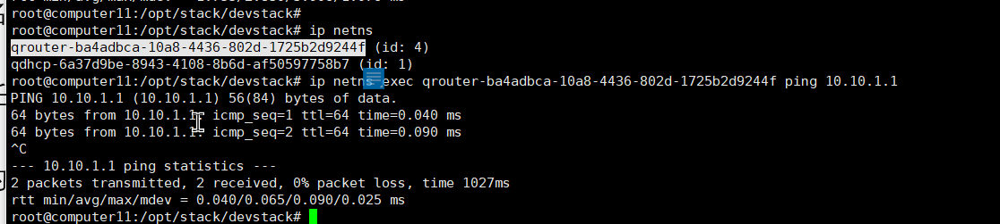 root@computer11:/opt/stack/devstack#
root@computer11:/opt/stack/devstack# ip netns
qrouter-ba4adbca-10a8-4436-802d-1725b2d9244f (id: 4)
qdhcp-6a37d9be-8943-4108-8b6d-af50597758b7 (id: 1)
root@computer11:/opt/stack/devstack# ip netns exec qrouter-ba4adbca-10a8-4436-802d-1725b2d9244f ping 10.10.1.1
PING 10.10.1.1 (10.10.1.1) 56(84) bytes of data.
64 bytes from 10.10.1.1: icmp_seq=1 ttl=64 time=0.040 ms
64 bytes from 10.10.1.1: icmp_seq=2 ttl=64 time=0.090 ms
^C
--- 10.10.1.1 ping statistics ---
2 packets transmitted, 2 received, 0% packet loss, time 1027ms
rtt min/avg/max/mdev = 0.040/0.065/0.090/0.025 ms
root@computer11:/opt/stack/devstack#